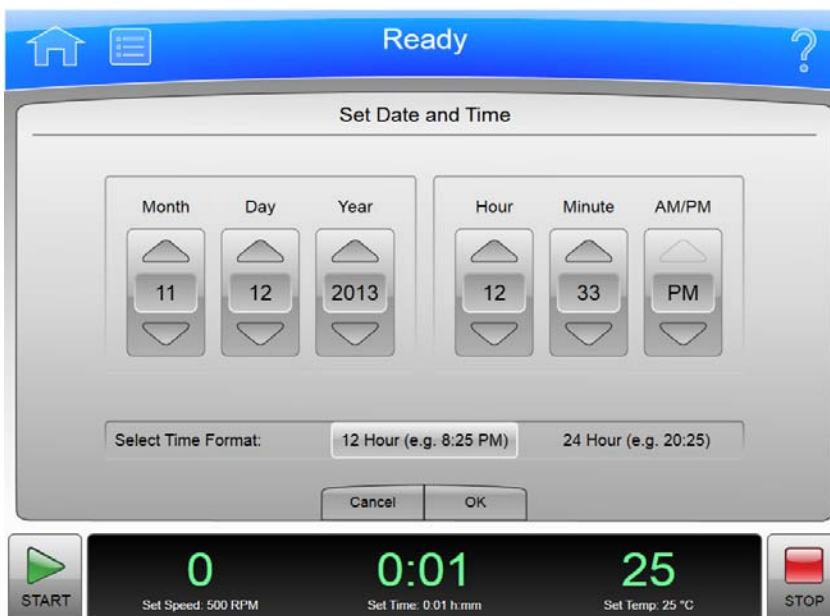 Ready
Set Date and Time
Month Day Year Hour Minute AM/PM
11 12 2013 12 33 PM
Select Time Format: 12 Hour (e.g. 8:25 PM) 24 Hour (e.g. 20:25)
Cancel OK
START
0 0:01 25
Set Speed: 500 RPM Set Time: 0:01 h:mm Set Temp: 25 °C
STOP